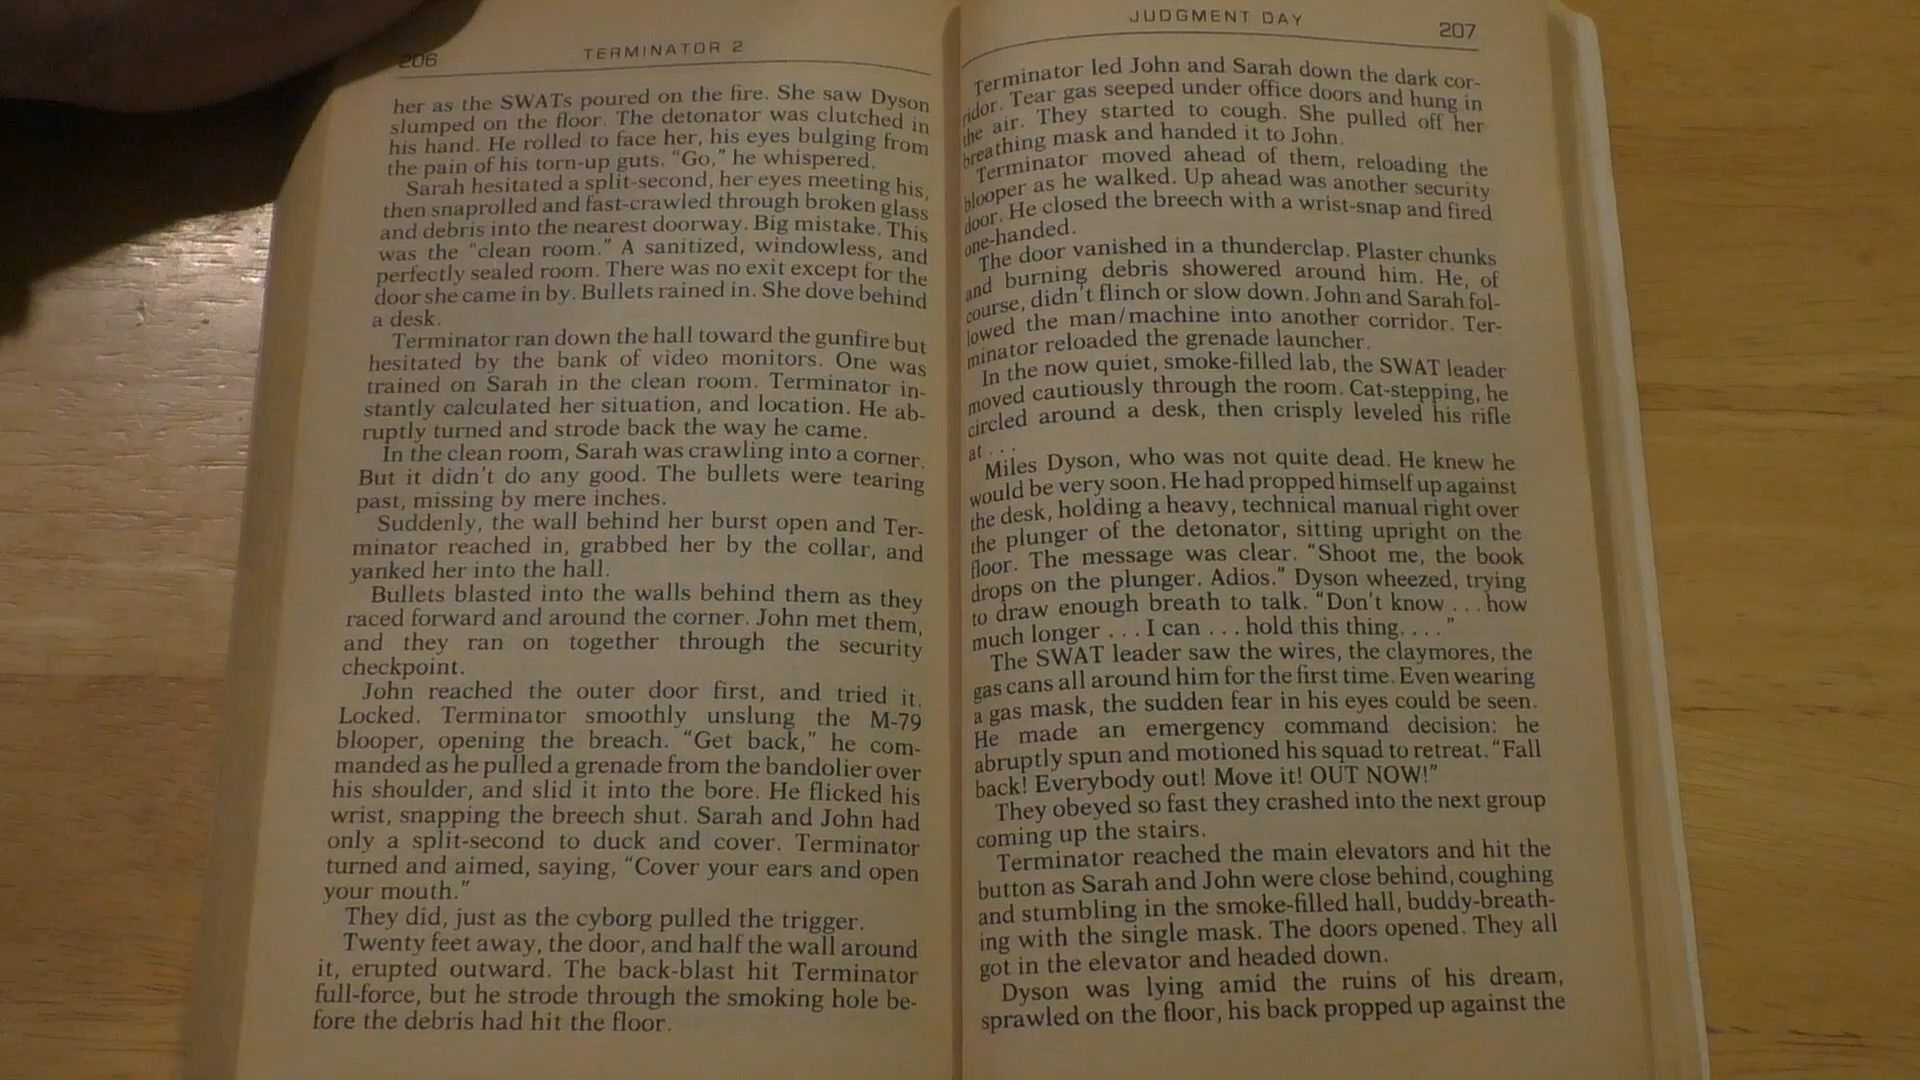 206
TERMINATOR 2
her as the SWATs poured on the fire. She saw Dyson
slumped on the floor. The detonator was clutched in
his hand. He rolled to face her, his eyes bulging from
the pain of his torn-up guts. “Go,” he whispered.
Sarah hesitated a split-second, her eyes meeting his,
then snaprolled and fast-crawled through broken glass
and debris into the nearest doorway. Big mistake. This
was the “clean room.” A sanitized, windowless, and
perfectly sealed room. There was no exit except for the
door she came in by. Bullets rained in. She dove behind
a desk.
Terminator ran down the hall toward the gunfire but
hesitated by the bank of video monitors. One was
trained on Sarah in the clean room. Terminator in-
stantly calculated her situation, and location. He ab-
ruptly turned and strode back the way he came.
In the clean room, Sarah was crawling into a corner.
But it didn't do any good. The bullets were tearing
past, missing by mere inches.
Suddenly, the wall behind her burst open and Ter-
minator reached in, grabbed her by the collar, and
yanked her into the hall.
Bullets blasted into the walls behind them as they
raced forward and around the corner. John met them,
and they ran on together through the security
checkpoint.
John reached the outer door first, and tried it.
Locked. Terminator smoothly unslung the M-79
blooper, opening the breach. “Get back,” he com-
manded as he pulled a grenade from the bandolier over
his shoulder, and slid it into the bore. He flicked his
wrist, snapping the breech shut. Sarah and John had
only a split-second to duck and cover. Terminator
turned and aimed, saying, “Cover your ears and open
your mouth.”
They did, just as the cyborg pulled the trigger.
Twenty feet away, the door, and half the wall around
it, erupted outward. The back-blast hit Terminator
full-force, but he strode through the smoking hole be-
fore the debris had hit the floor.
JUDGMENT DAY
207
Terminator led John and Sarah down the dark cor-
ridor. Tear gas seeped under office doors and hung in
the air. They started to cough. She pulled off her
breathing mask and handed it to John.
Terminator moved ahead of them, reloading the
blooper as he walked. Up ahead was another security
door. He closed the breech with a wrist-snap and fired
one-handed.
The door vanished in a thunderclap. Plaster chunks
and burning debris showered around him. He, of
course, didn't flinch or slow down. John and Sarah fol-
lowed the man/machine into another corridor. Ter-
minator reloaded the grenade launcher.
In the now quiet, smoke-filled lab, the SWAT leader
moved cautiously through the room. Cat-stepping, he
circled around a desk, then crisply leveled his rifle
at . . .
Miles Dyson, who was not quite dead. He knew he
would be very soon. He had propped himself up against
the desk, holding a heavy, technical manual right over
the plunger of the detonator, sitting upright on the
floor. The message was clear. “Shoot me, the book
drops on the plunger. Adios.” Dyson wheezed, trying
to draw enough breath to talk. “Don't know . . . how
much longer . . . I can . . . hold this thing. . . .”
The SWAT leader saw the wires, the claymores, the
gas cans all around him for the first time. Even wearing
a gas mask, the sudden fear in his eyes could be seen.
He made an emergency command decision: he
abruptly spun and motioned his squad to retreat. “Fall
back! Everybody out! Move it! OUT NOW!”
They obeyed so fast they crashed into the next group
coming up the stairs.
Terminator reached the main elevators and hit the
button as Sarah and John were close behind, coughing
and stumbling in the smoke-filled hall, buddy-breath-
ing with the single mask. The doors opened. They all
got in the elevator and headed down.
Dyson was lying amid the ruins of his dream,
sprawled on the floor, his back propped up against the